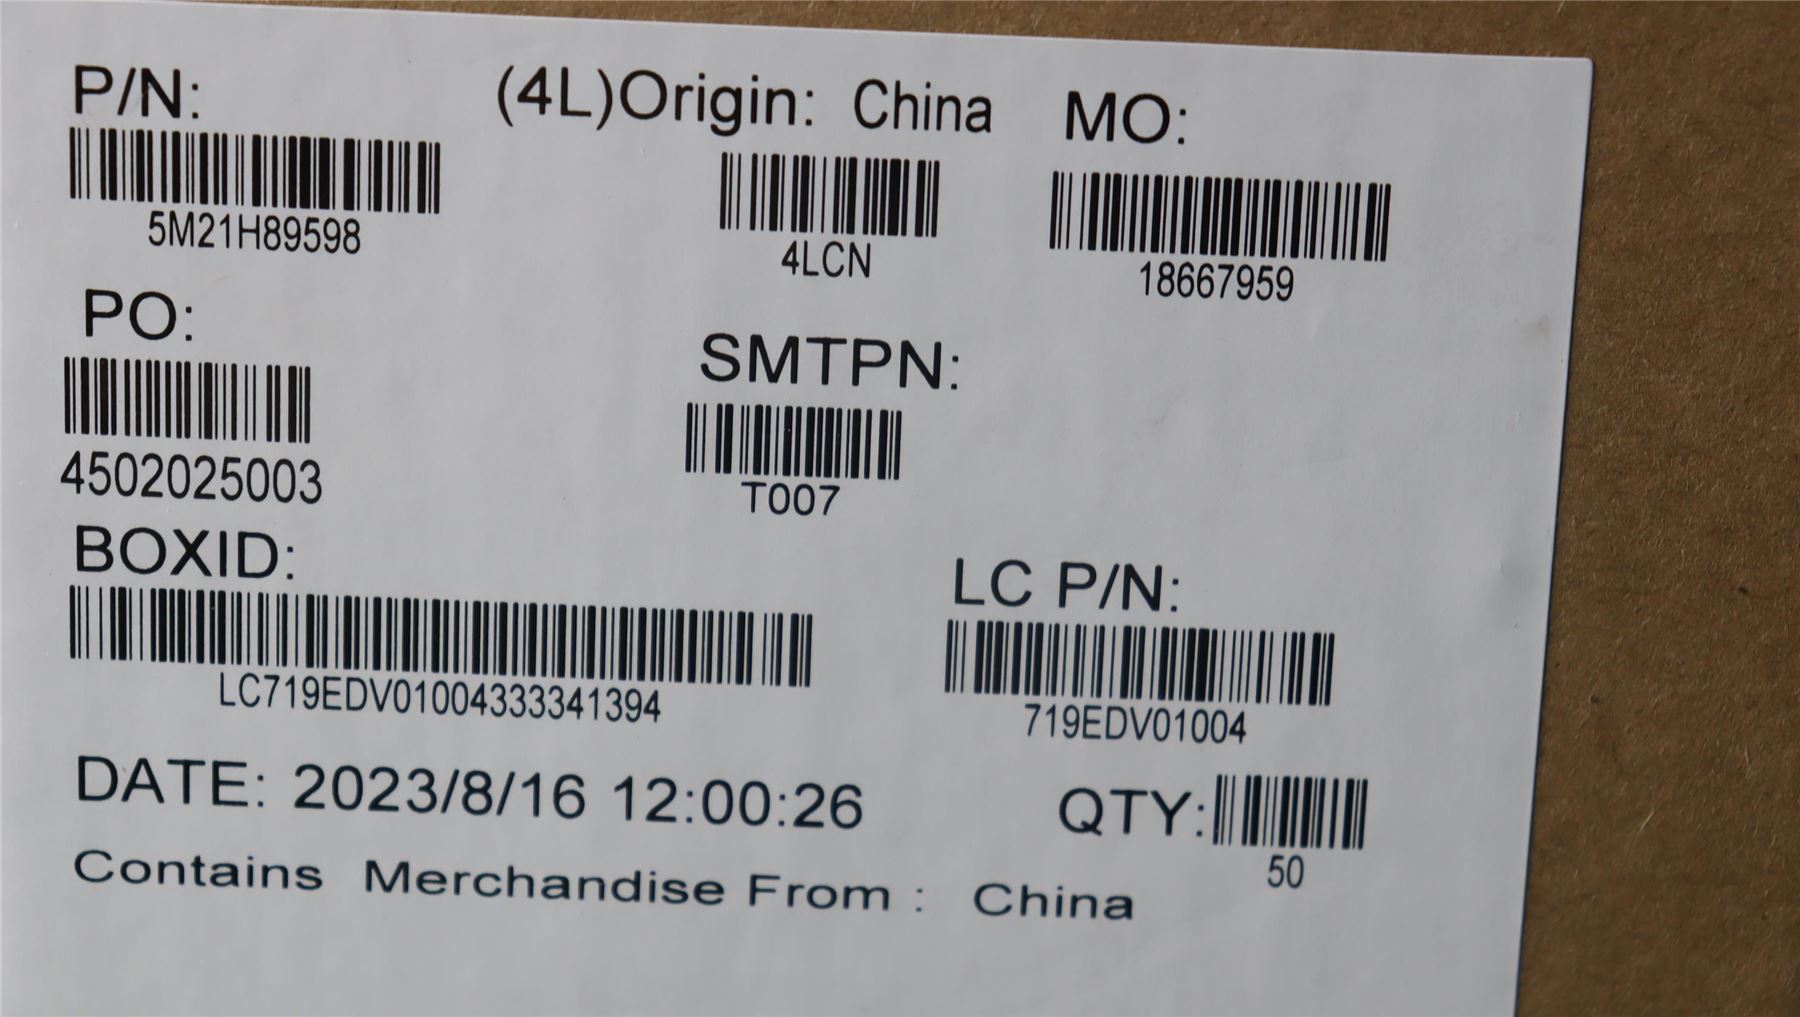 P/N: (4L)Origin: China MO:
5M21H89598 4LCN 18667959
PO: SMTPN:
4502025003 T007
BOXID: LC P/N:
LC719EDV01004333341394 719EDV01004
DATE: 2023/8/16 12:00:26 QTY:
50
Contains Merchandise From : China